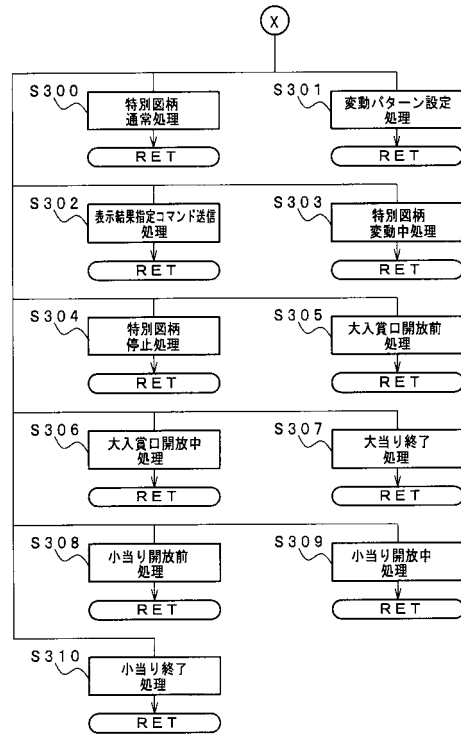 X
S300
特別図柄
通常処理
RET
S301
変動パターン設定
処理
RET
S302
表示結果指定コマンド送信
処理
RET
S303
特別図柄
変動中処理
RET
S304
特別図柄
停止処理
RET
S305
大入賞口開放前
処理
RET
S306
大入賞口開放中
処理
RET
S307
大当り終了
処理
RET
S308
小当り開放前
処理
RET
S309
小当り開放中
処理
RET
S310
小当り終了
処理
RET